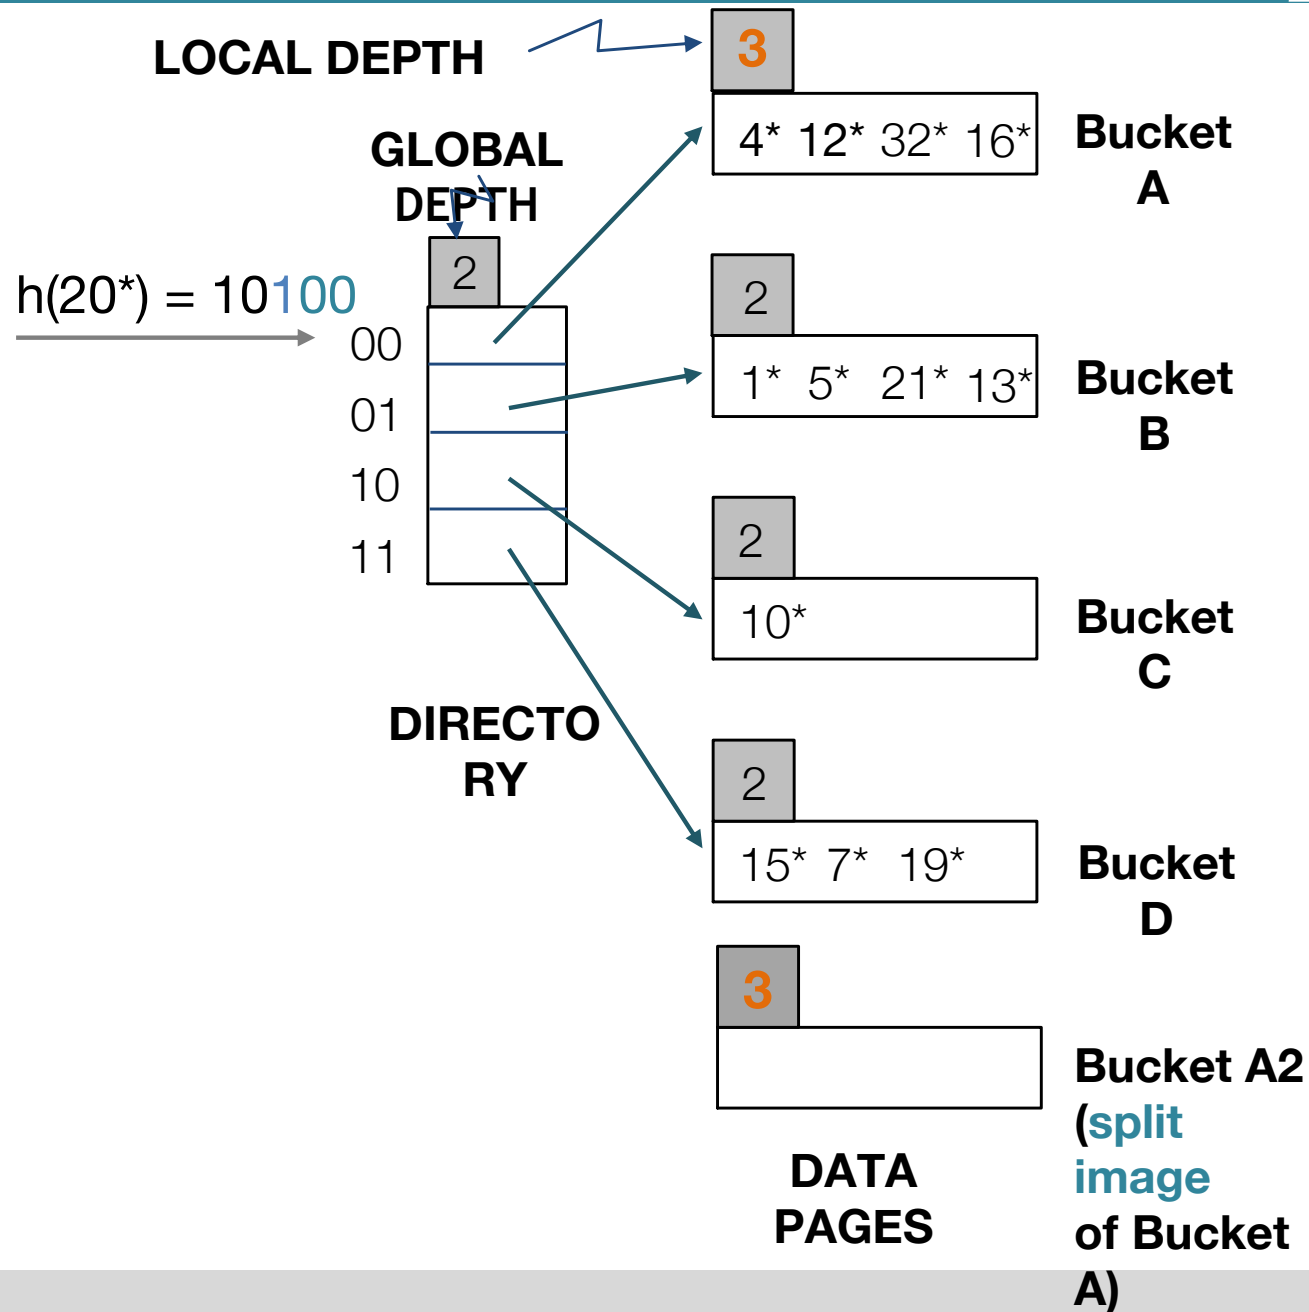 LOCAL DEPTH
3
4* 12* 32* 16*
Bucket
A
GLOBAL
DEPTH
2
h(20*) = 10100
00
01
10
11
2
1* 5* 21* 13*
Bucket
B
2
10*
Bucket
C
DIRECTO
RY
2
15* 7* 19*
Bucket
D
3
Bucket A2
(split
image
of Bucket
A)
DATA
PAGES